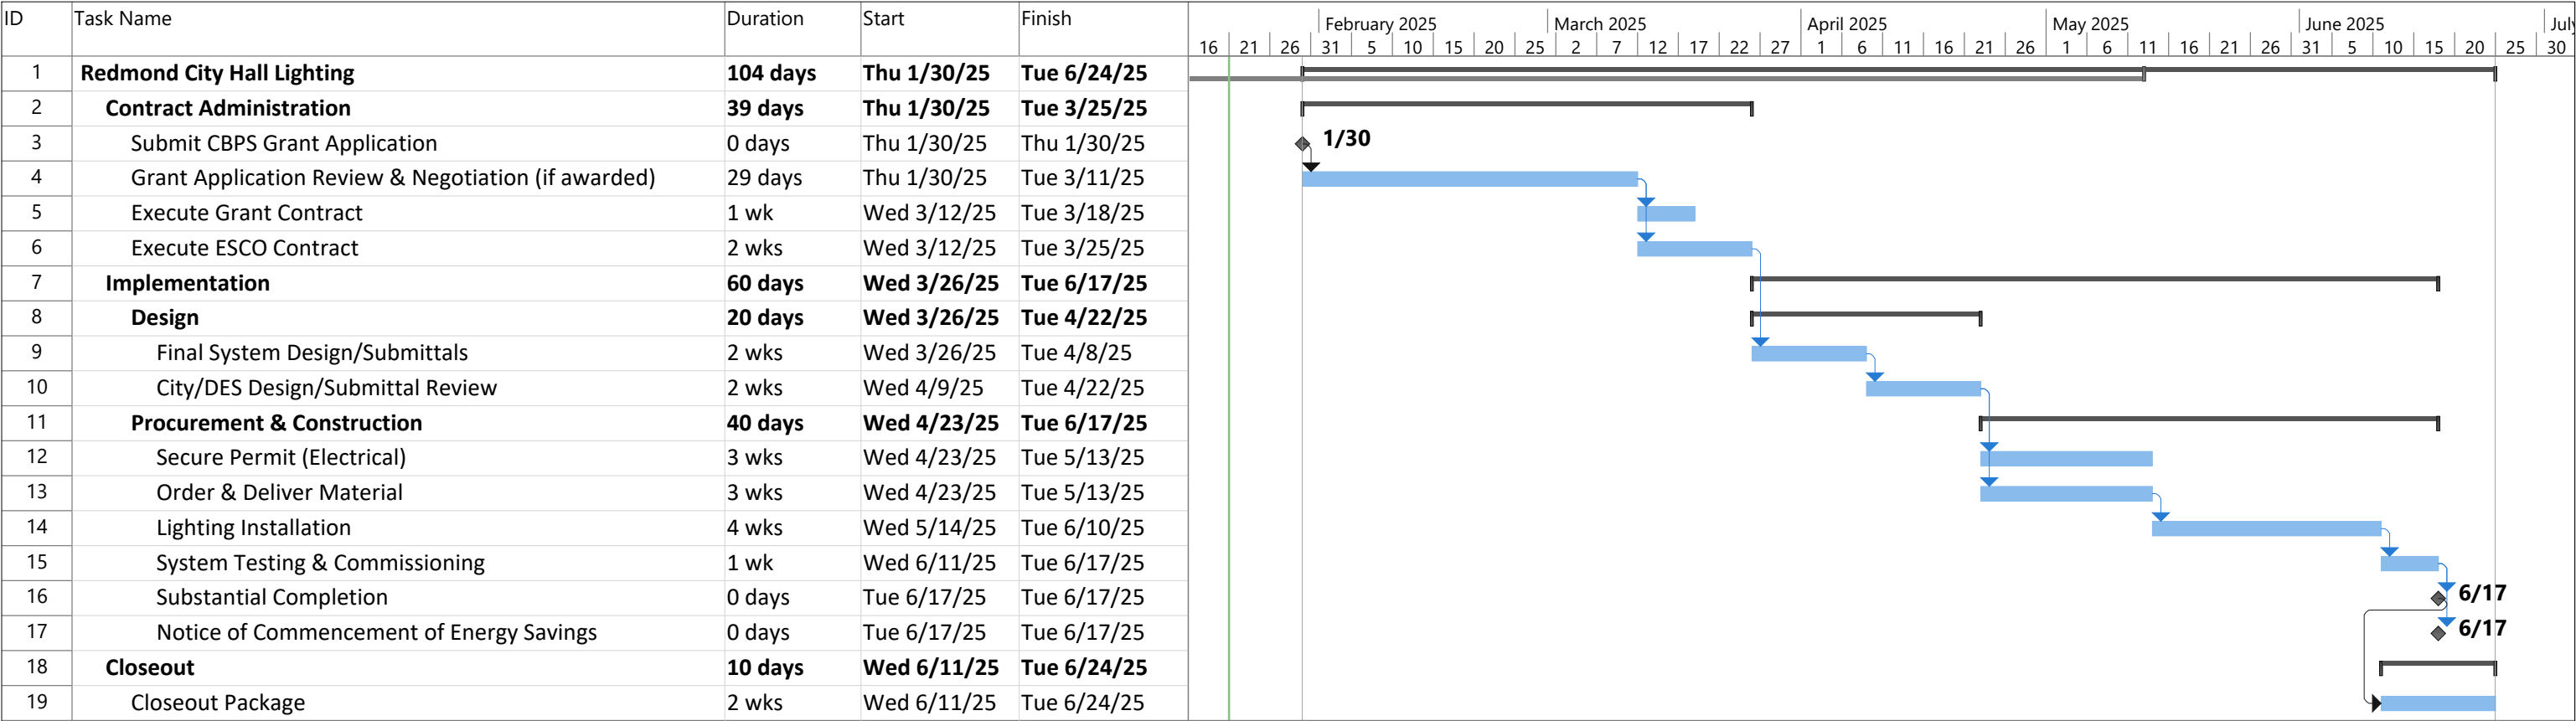 ID Task Name Duration Start Finish February 2025 March 2025 April 2025 May 2025 June 2025 July
16 21 26 31 5 10 15 20 25 2 7 12 17 22 27 1 6 11 16 21 26 1 6 11 16 21 26 31 5 10 15 20 25 30
1 Redmond City Hall Lighting 104 days Thu 1/30/25 Tue 6/24/25
2 Contract Administration 39 days Thu 1/30/25 Tue 3/25/25
3 Submit CBPS Grant Application 0 days Thu 1/30/25 Thu 1/30/25 1/30
4 Grant Application Review & Negotiation (if awarded) 29 days Thu 1/30/25 Tue 3/11/25
5 Execute Grant Contract 1 wk Wed 3/12/25 Tue 3/18/25
6 Execute ESCO Contract 2 wks Wed 3/12/25 Tue 3/25/25
7 Implementation 60 days Wed 3/26/25 Tue 6/17/25
8 Design 20 days Wed 3/26/25 Tue 4/22/25
9 Final System Design/Submittals 2 wks Wed 3/26/25 Tue 4/8/25
10 City/DES Design/Submittal Review 2 wks Wed 4/9/25 Tue 4/22/25
11 Procurement & Construction 40 days Wed 4/23/25 Tue 6/17/25
12 Secure Permit (Electrical) 3 wks Wed 4/23/25 Tue 5/13/25
13 Order & Deliver Material 3 wks Wed 4/23/25 Tue 5/13/25
14 Lighting Installation 4 wks Wed 5/14/25 Tue 6/10/25
15 System Testing & Commissioning 1 wk Wed 6/11/25 Tue 6/17/25
16 Substantial Completion 0 days Tue 6/17/25 Tue 6/17/25 6/17
17 Notice of Commencement of Energy Savings 0 days Tue 6/17/25 Tue 6/17/25 6/17
18 Closeout 10 days Wed 6/11/25 Tue 6/24/25
19 Closeout Package 2 wks Wed 6/11/25 Tue 6/24/25